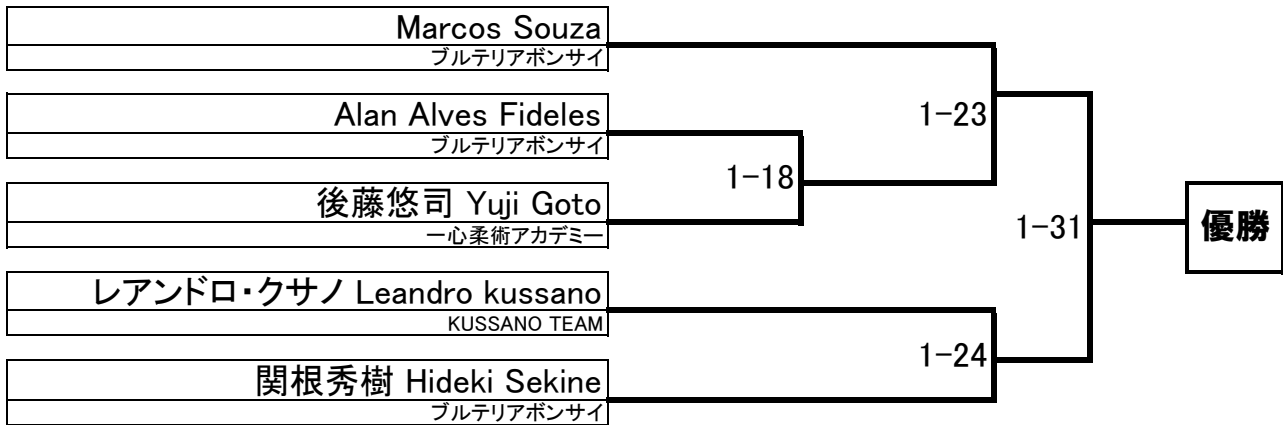 Marcos Souza
ブルテリアボンサイ
Alan Alves Fideles
ブルテリアボンサイ
後藤悠司 Yuji Goto
一心柔術アカデミー
レアンドロ・クサノ Leandro kussano
KUSSANO TEAM
関根秀樹 Hideki Sekine
ブルテリアボンサイ
1-18
1-23
1-24
1-31
優勝